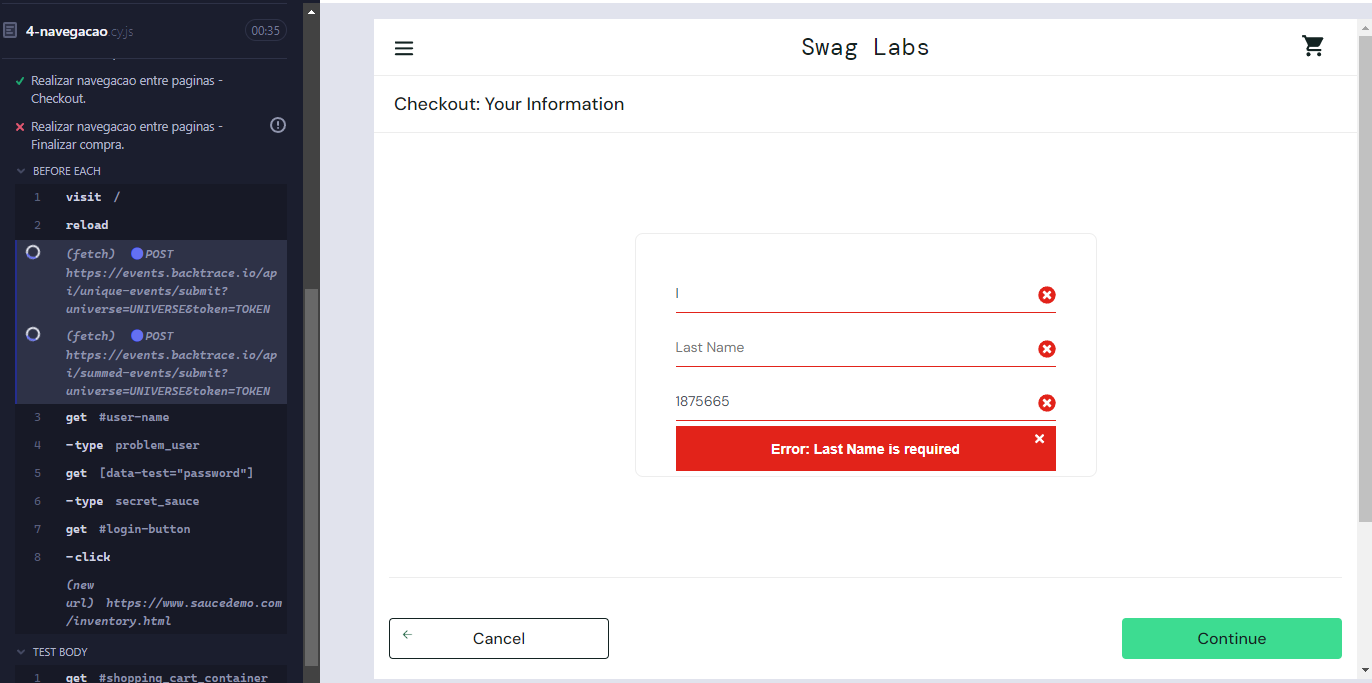 4-navegacao.cy.js 00:35
Realizar navegacao entre paginas -
Checkout.
Realizar navegacao entre paginas -
Finalizar compra.
BEFORE EACH
1 visit /
2 reload
(fetch) POST
https://events.backtrace.io/ap
i/unique-events/submit?
universe=UNIVERSE&token=TOKEN
(fetch) POST
https://events.backtrace.io/ap
i/summed-events/submit?
universe=UNIVERSE&token=TOKEN
3 get #user-name
4 -type problem_user
5 get [data-test="password"]
6 -type secret_sauce
7 get #login-button
8 -click
(new
url) https://www.saucedemo.com
/inventory.html
TEST BODY
1 get #shopping_cart_container
Swag Labs
Checkout: Your Information
l
Last Name
1875665
Error: Last Name is required
Cancel
Continue